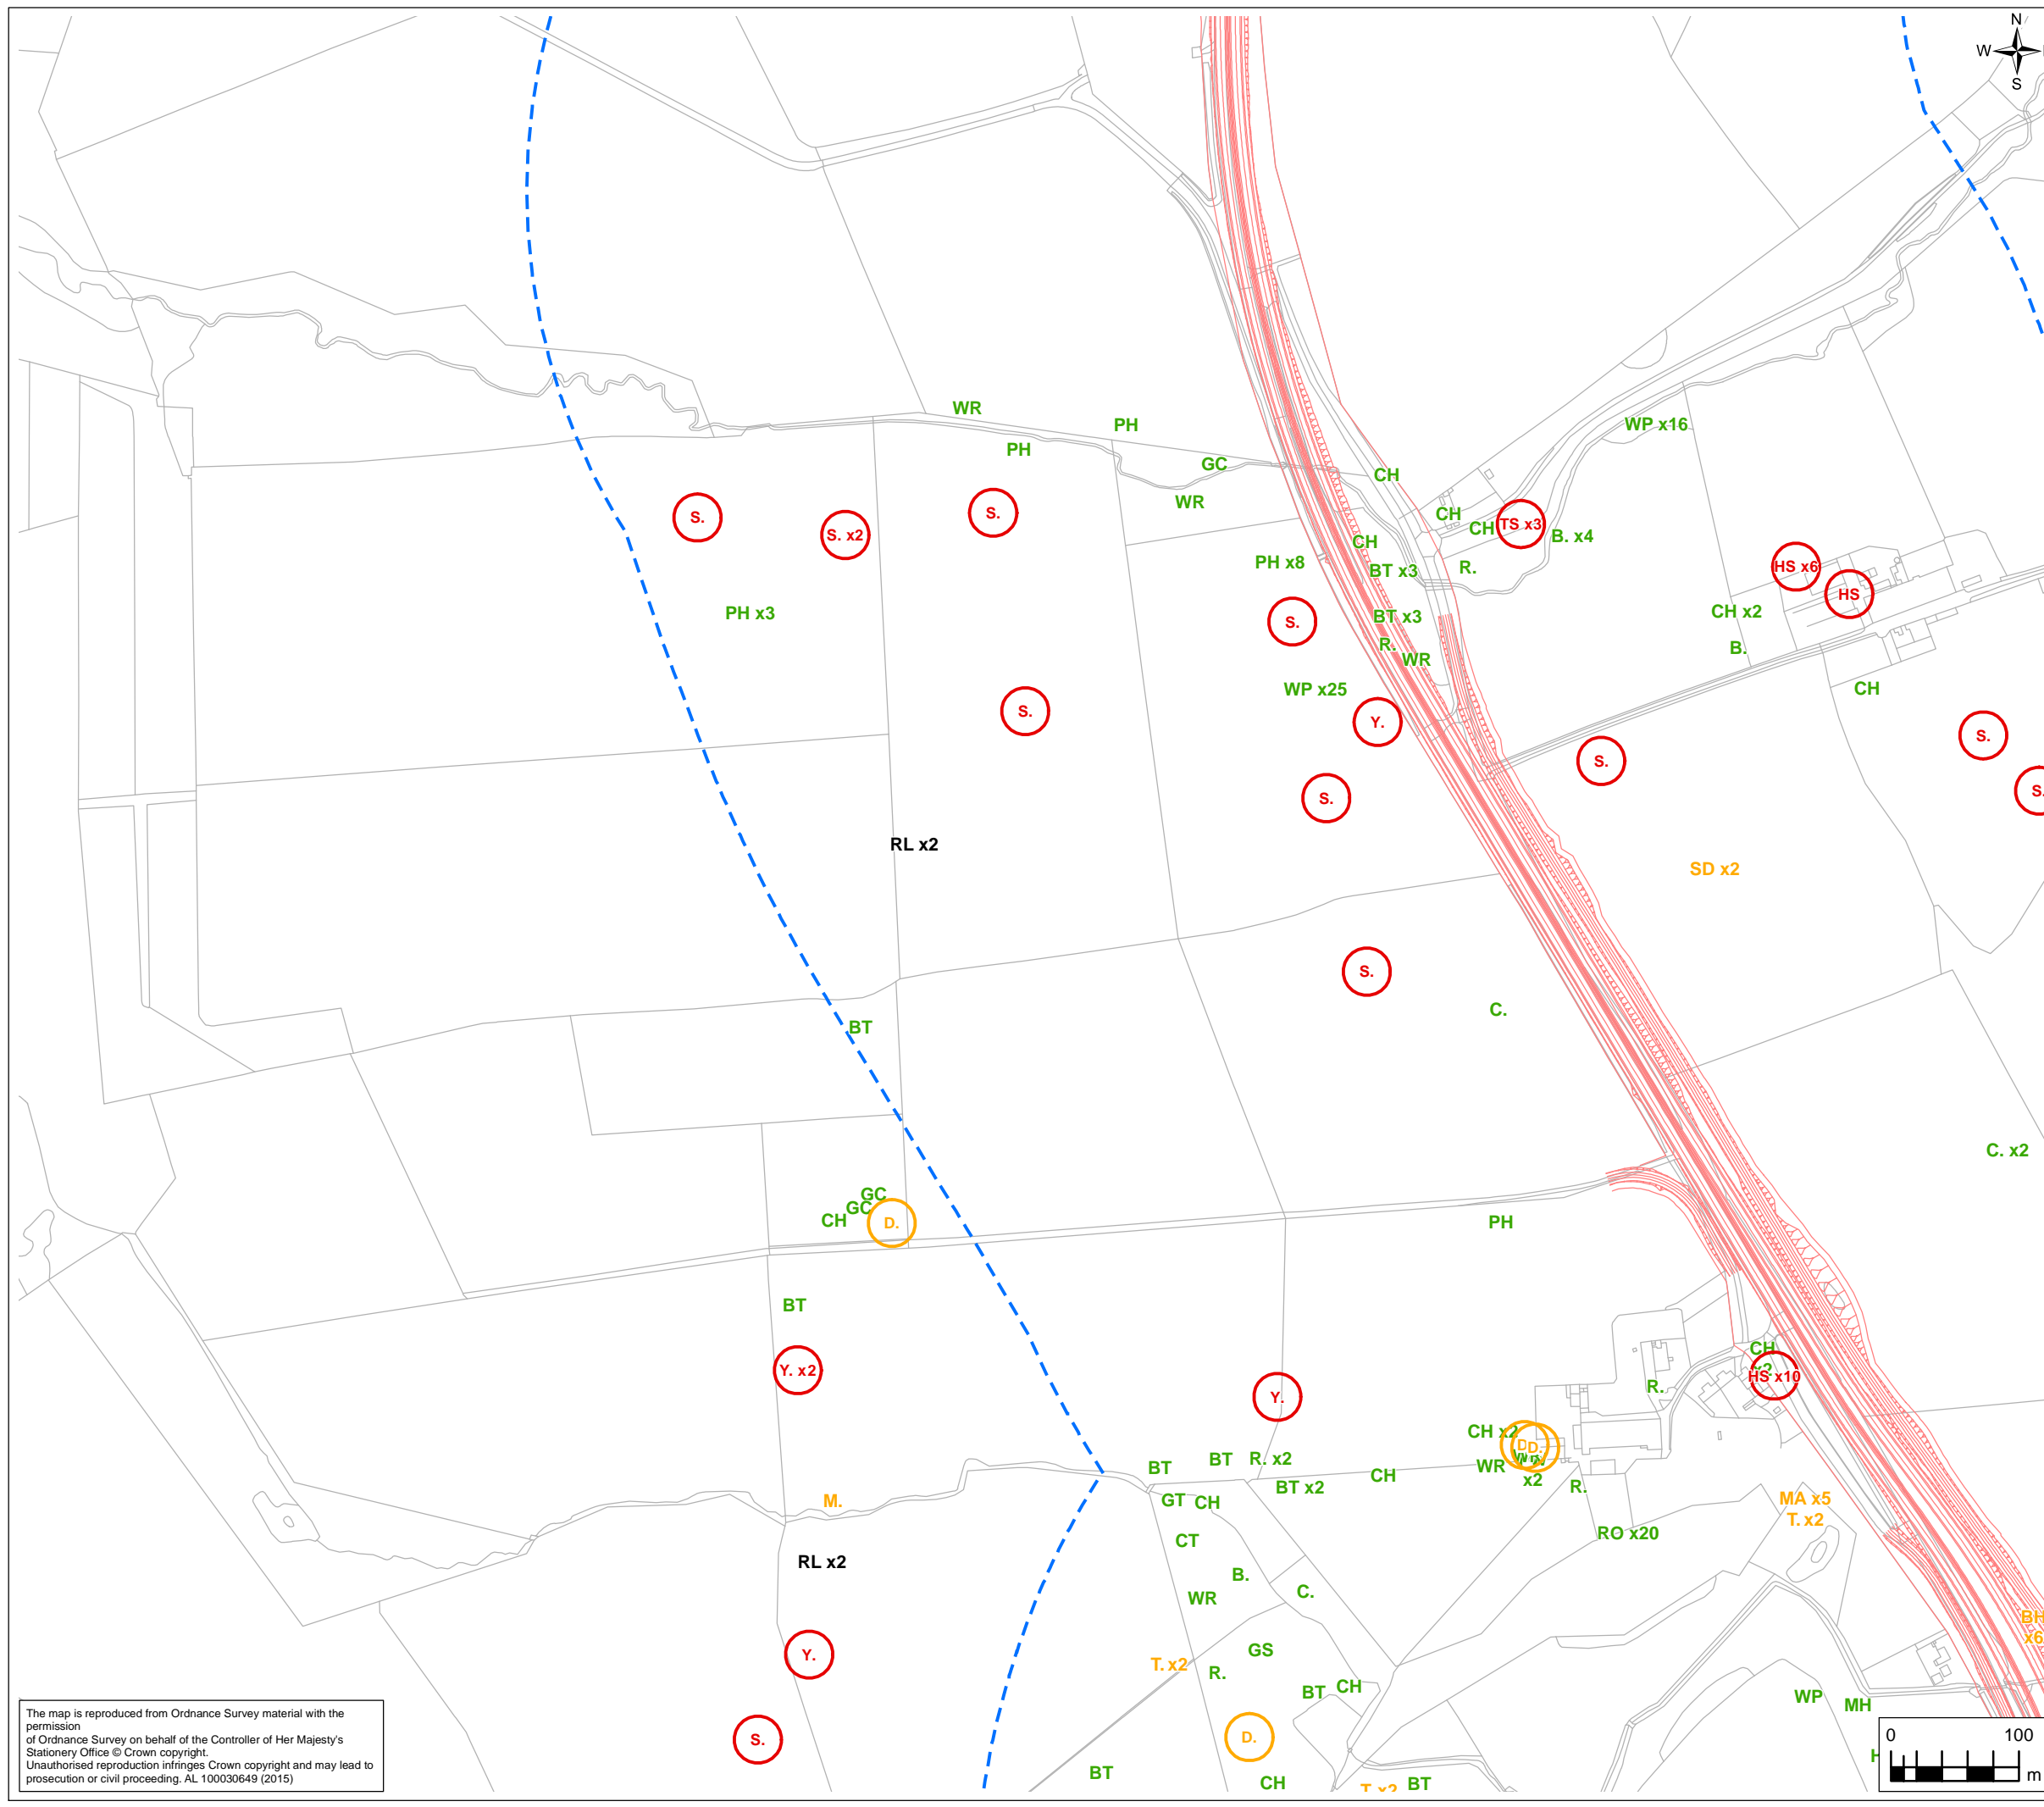 N
W
S
WR
PH
PH
GC
WR
CH
WP x16
S.
S. x2
S.
CH
CH
TS x3
B. x4
CH
PH x8
BT x3
R.
HS x6
HS
PH x3
S.
BT x3
CH x2
R.
WR
B.
WP x25
CH
S.
Y.
S.
S.
S.
S.
RL x2
SD x2
S.
C.
BT
C. x2
GC
GC
CH
D.
PH
BT
CH
x2
Y. x2
HS x10
Y.
R.
CH x2
D.
BT
R. x2
BT
CH
WR
x2
BT x2
R.
M.
GT
CH
MA x5
T. x2
RO x20
CT
RL x2
B.
C.
WR
BH
x6
Y.
GS
T. x2
R.
BT
CH
WP
MH
S.
D.
BT
CH
T. x2
BT
The map is reproduced from Ordnance Survey material with the
permission
of Ordnance Survey on behalf of the Controller of Her Majesty's
Stationery Office © Crown copyright.
Unauthorised reproduction infringes Crown copyright and may lead to
prosecution or civil proceeding. AL 100030649 (2015)
0 100
m